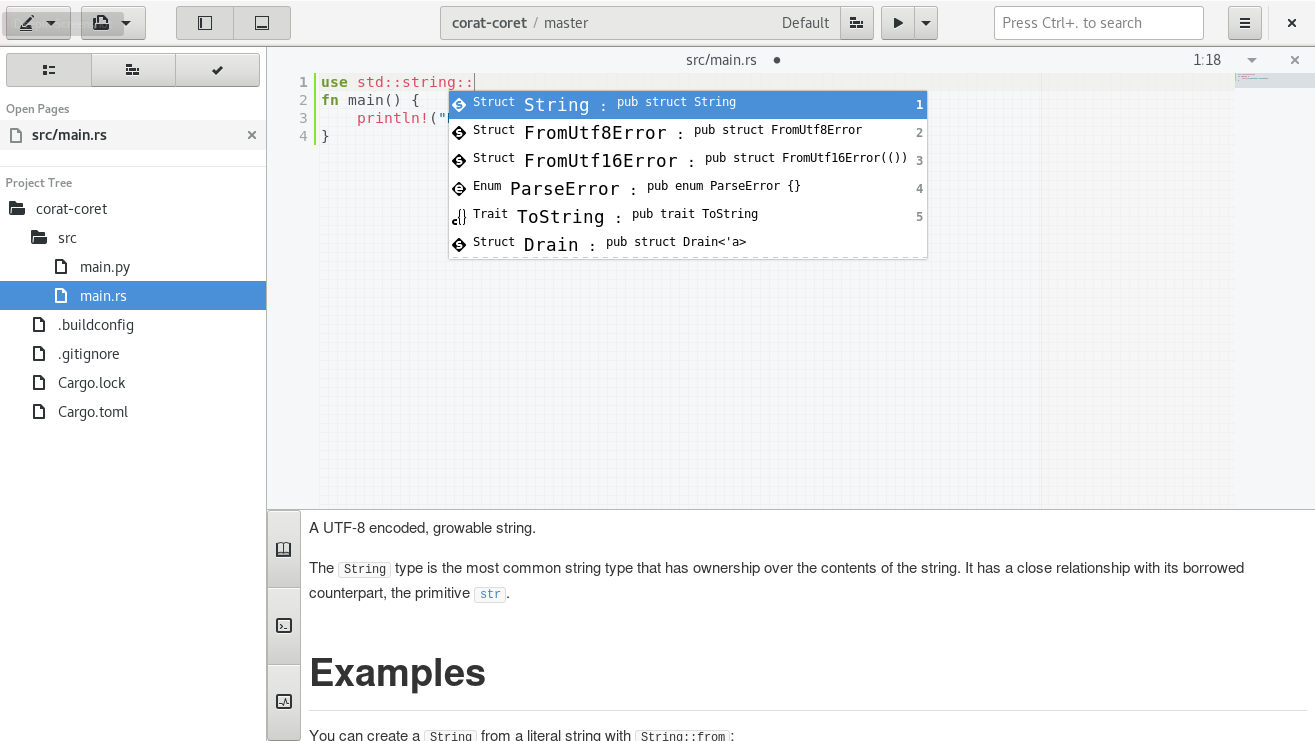 corat-coret / master
Default
Press Ctrl+. to search
src/main.rs
1:18
Open Pages
src/main.rs
Project Tree
corat-coret
src
main.py
main.rs
.buildconfig
.gitignore
Cargo.lock
Cargo.toml
1 use std::string::
2 fn main() {
3 println!("
4 }
Struct String : pub struct String 1
Struct FromUtf8Error : pub struct FromUtf8Error 2
Struct FromUtf16Error : pub struct FromUtf16Error(()) 3
Enum ParseError : pub enum ParseError {} 4
Trait ToString : pub trait ToString 5
Struct Drain : pub struct Drain<'a>
A UTF-8 encoded, growable string.
The String type is the most common string type that has ownership over the contents of the string. It has a close relationship with its borrowed
counterpart, the primitive str.
Examples
You can create a String from a literal string with String::from: